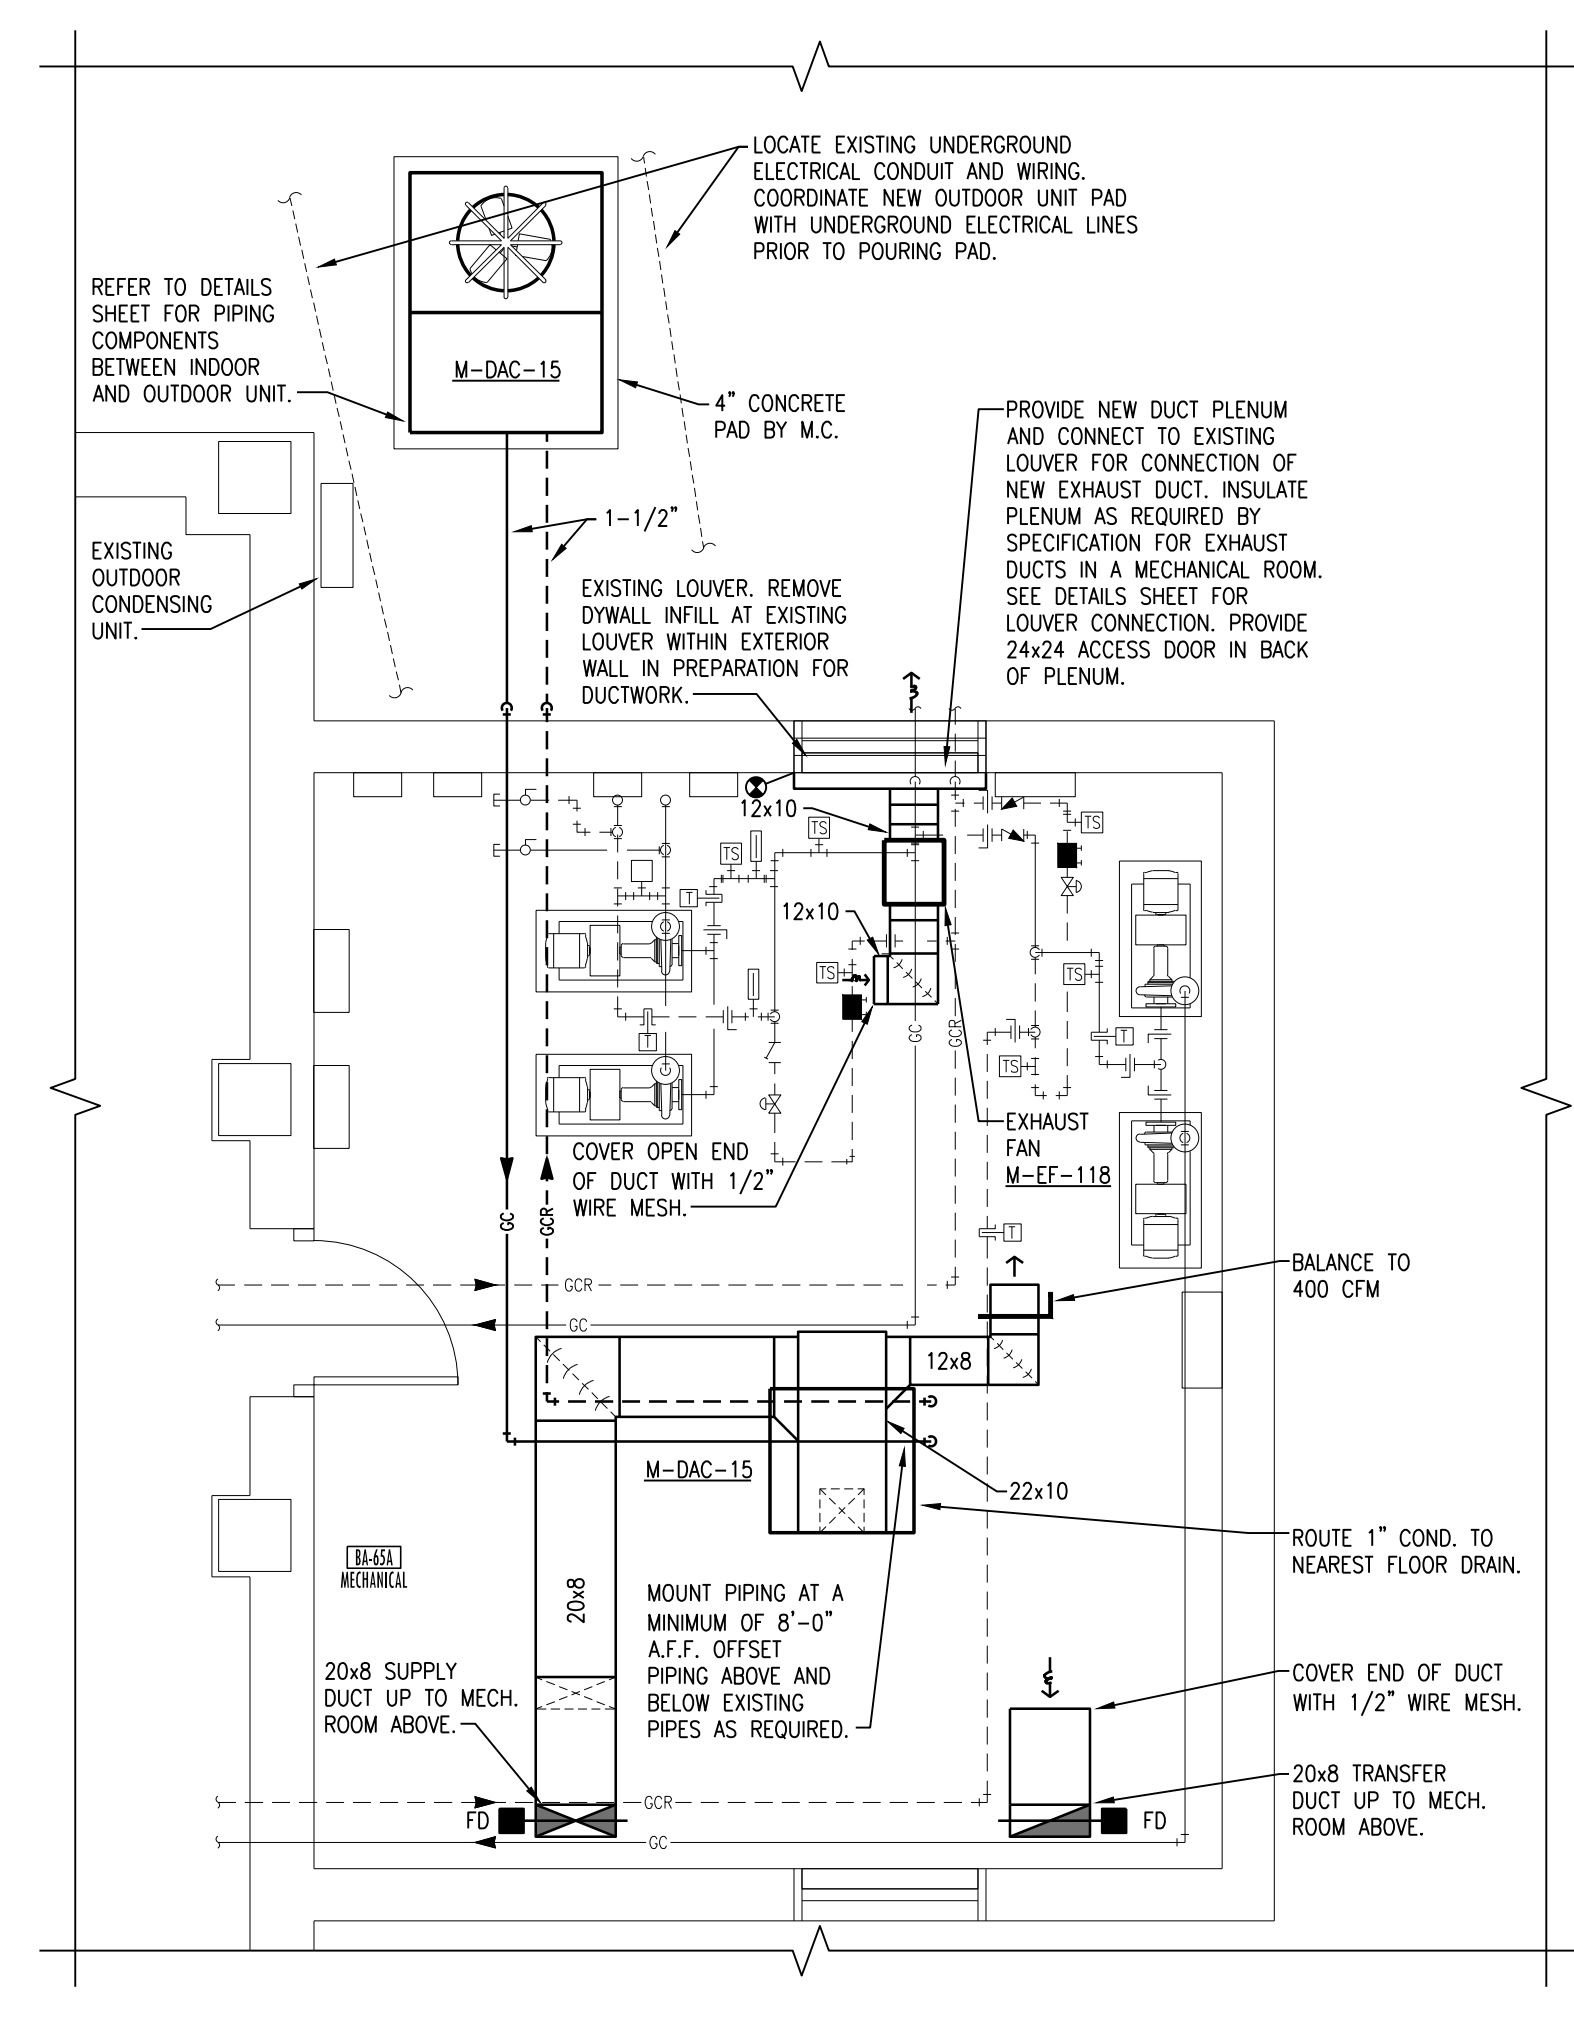 LOCATE EXISTING UNDERGROUND
ELECTRICAL CONDUIT AND WIRING.
COORDINATE NEW OUTDOOR UNIT PAD
WITH UNDERGROUND ELECTRICAL LINES
PRIOR TO POURING PAD.
REFER TO DETAILS
SHEET FOR PIPING
COMPONENTS
BETWEEN INDOOR
AND OUTDOOR UNIT.
M-DAC-15
4" CONCRETE
PAD BY M.C.
PROVIDE NEW DUCT PLENUM
AND CONNECT TO EXISTING
LOUVER FOR CONNECTION OF
NEW EXHAUST DUCT. INSULATE
PLENUM AS REQUIRED BY
SPECIFICATION FOR EXHAUST
DUCTS IN A MECHANICAL ROOM.
SEE DETAILS SHEET FOR
LOUVER CONNECTION. PROVIDE
24x24 ACCESS DOOR IN BACK
OF PLENUM.
1-1/2"
EXISTING
OUTDOOR
CONDENSING
UNIT.
EXISTING LOUVER. REMOVE
DYWALL INFILL AT EXISTING
LOUVER WITHIN EXTERIOR
WALL IN PREPARATION FOR
DUCTWORK.
12x10
TS
TS
TS
T
12x10
TS
TS
GC
GCR
T
T
TS
EXHAUST
FAN
M-EF-118
COVER OPEN END
OF DUCT WITH 1/2"
WIRE MESH.
GC
GCR
T
BALANCE TO
400 CFM
GCR
GC
12x8
M-DAC-15
22x10
ROUTE 1" COND. TO
NEAREST FLOOR DRAIN.
BA-65A
MECHANICAL
20x8
MOUNT PIPING AT A
MINIMUM OF 8'-0"
A.F.F. OFFSET
PIPING ABOVE AND
BELOW EXISTING
PIPES AS REQUIRED.
20x8 SUPPLY
DUCT UP TO MECH.
ROOM ABOVE.
COVER END OF DUCT
WITH 1/2" WIRE MESH.
20x8 TRANSFER
DUCT UP TO MECH.
ROOM ABOVE.
GCR
FD
FD
GC